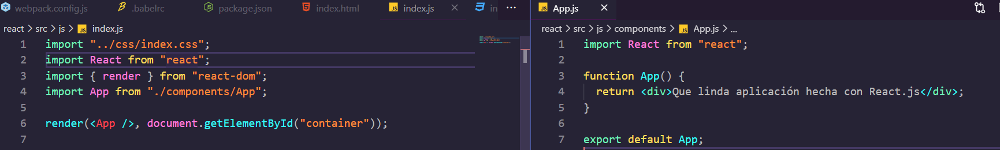 webpack.config.js .babelrc package.json index.html index.js in ...
react > src > js > index.js
1 import "../css/index.css";
2 import React from "react";
3 import { render } from "react-dom";
4 import App from "./components/App";
5
6 render(<App />, document.getElementById("container"));
7
App.js
react > src > js > components > App.js > ...
1 import React from "react";
2
3 function App() {
4 return <div>Que linda aplicación hecha con React.js</div>;
5 }
6
7 export default App;